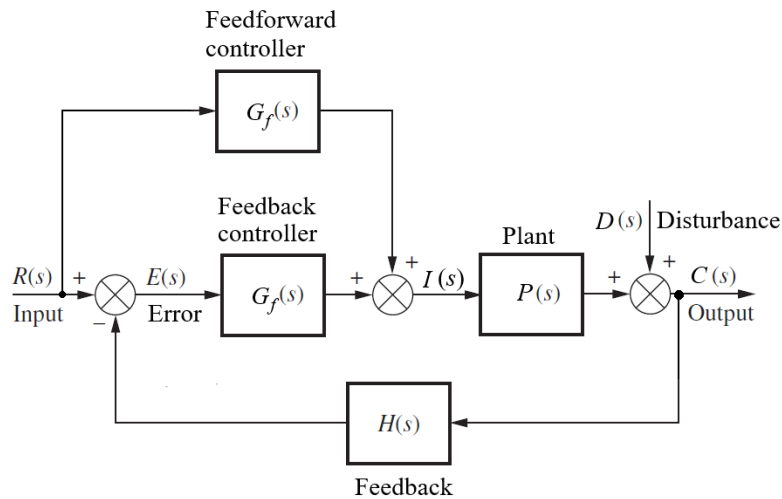 Feedforward
controller
G_f(s)
Feedback
controller
Plant
D(s) Disturbance
R(s) + E(s) + + I(s) + + C(s)
G_f(s)
P(s)
Input − Error Output
H(s)
Feedback